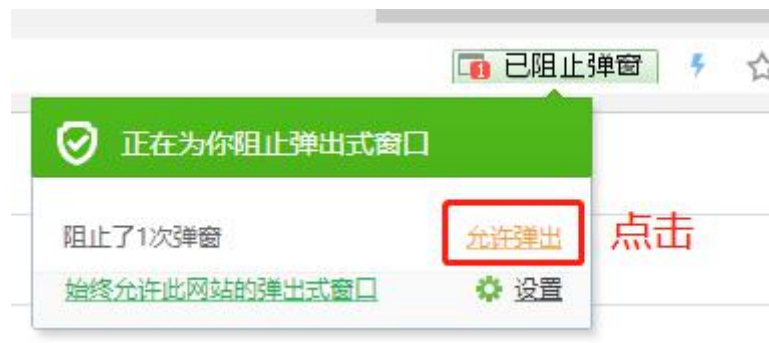 1 已阻止弹窗
正在为你阻止弹出式窗口
阻止了1次弹窗 允许弹出 点击
始终允许此网站的弹出式窗口 设置